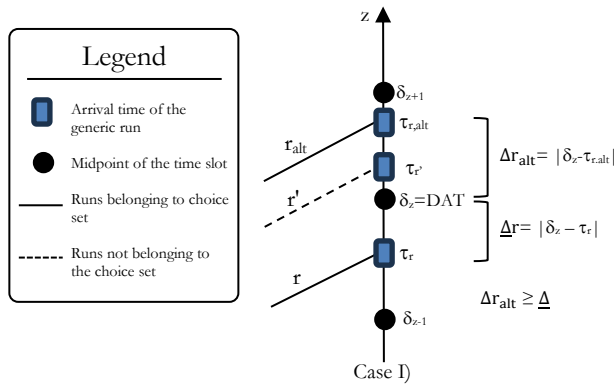 Legend
Arrival time of the
generic run
Midpoint of the time slot
Runs belonging to choice
set
Runs not belonging to
the choice set
z
δz+1
τr,alt
ralt
Δralt= |δz-τr.alt|
τr'
r'
δz=DAT
Δr= |δz – τr|
τr
r
Δralt ≥ Δ
δz-1
Case I)